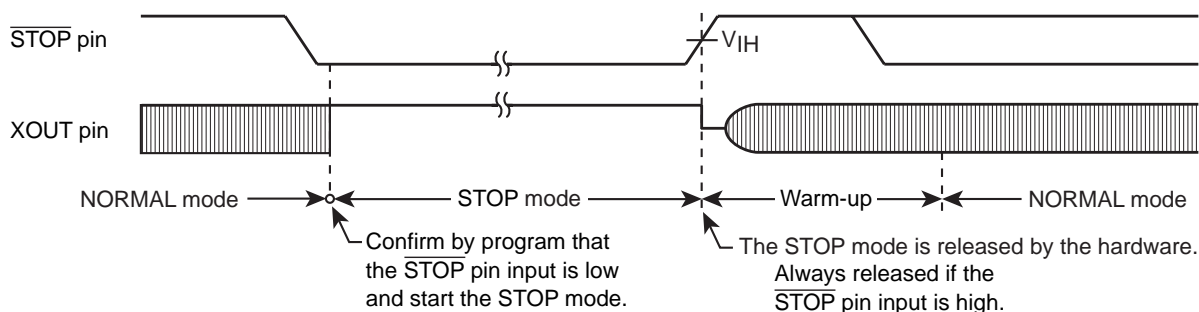 STOP pin
VIH
XOUT pin
NORMAL mode
STOP mode
Warm-up
NORMAL mode
Confirm by program that
the STOP pin input is low
and start the STOP mode.
The STOP mode is released by the hardware.
Always released if the
STOP pin input is high.